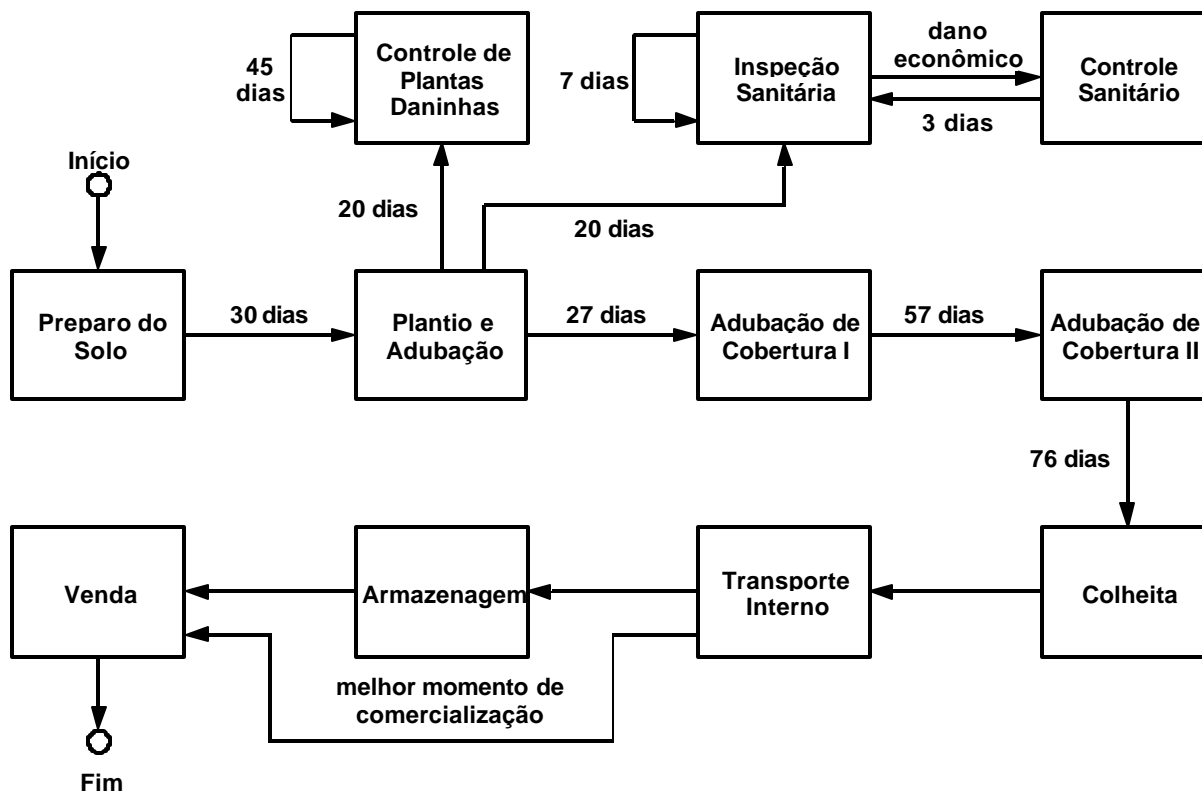 45
dias
Controle de
Plantas
Daninhas
7 dias
Inspeção
Sanitária
dano
econômico
3 dias
Controle
Sanitário
Início
20 dias
20 dias
Preparo do
Solo
30 dias
Plantio e
Adubação
27 dias
Adubação de
Cobertura I
57 dias
Adubação de
Cobertura II
76 dias
Venda
Armazenagem
Transporte
Interno
Colheita
melhor momento de
comercialização
Fim